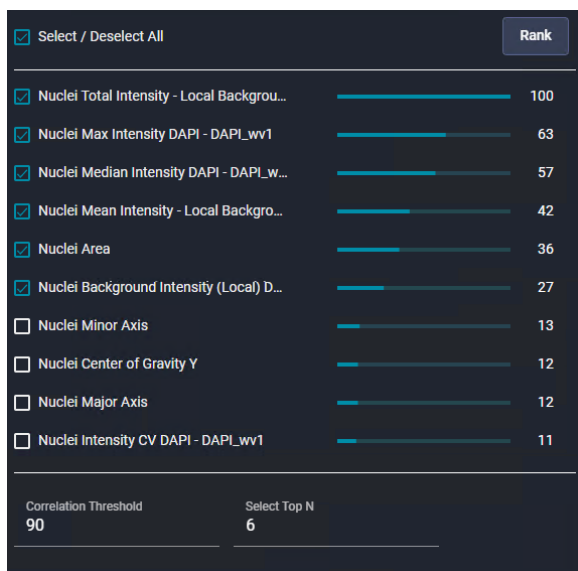 Select / Deselect All Rank
Nuclei Total Intensity - Local Backgrou... 100
Nuclei Max Intensity DAPI - DAPI_wv1 63
Nuclei Median Intensity DAPI - DAPI_w... 57
Nuclei Mean Intensity - Local Backgro... 42
Nuclei Area 36
Nuclei Background Intensity (Local) D... 27
Nuclei Minor Axis 13
Nuclei Center of Gravity Y 12
Nuclei Major Axis 12
Nuclei Intensity CV DAPI - DAPI_wv1 11
Correlation Threshold Select Top N
90 6